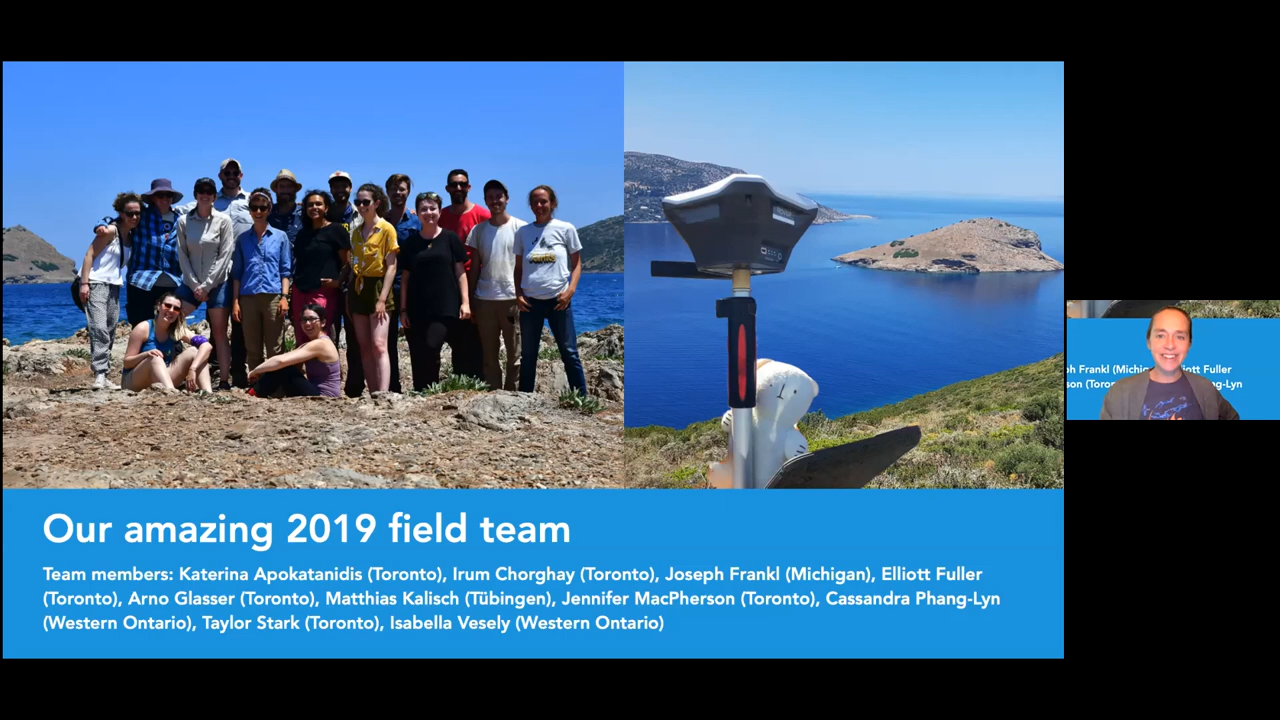 Our amazing 2019 field team
Team members: Katerina Apokatanidis (Toronto), Irum Chorghay (Toronto), Joseph Frankl (Michigan), Elliott Fuller
(Toronto), Arno Glasser (Toronto), Matthias Kalisch (Tübingen), Jennifer MacPherson (Toronto), Cassandra Phang-Lyn
(Western Ontario), Taylor Stark (Toronto), Isabella Vesely (Western Ontario)
Frankl
Fuller